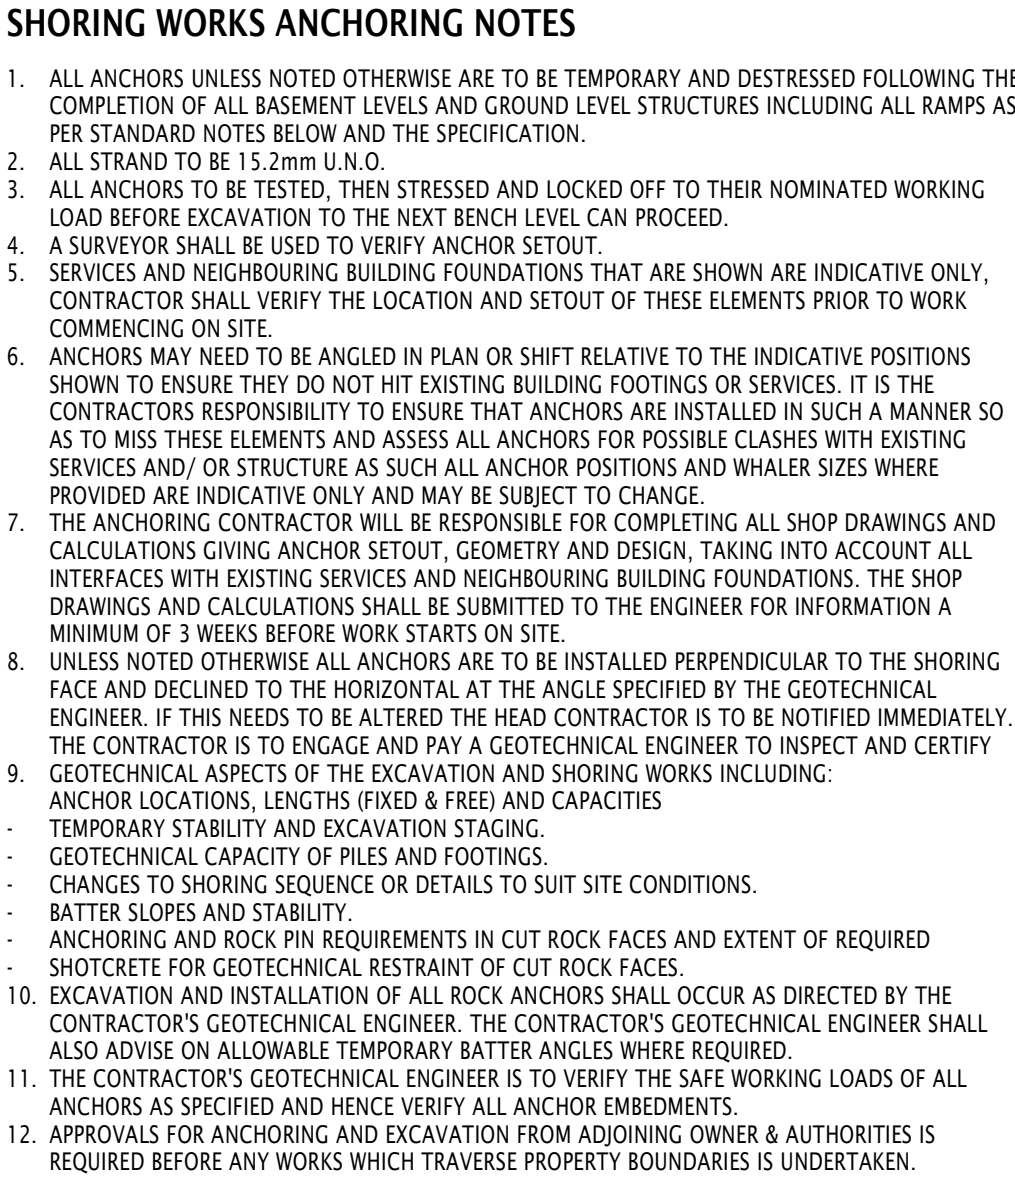 SHORING WORKS ANCHORING NOTES
1. ALL ANCHORS UNLESS NOTED OTHERWISE ARE TO BE TEMPORARY AND DESTRESSED FOLLOWING THE
COMPLETION OF ALL BASEMENT LEVELS AND GROUND LEVEL STRUCTURES INCLUDING ALL RAMPS AS
PER STANDARD NOTES BELOW AND THE SPECIFICATION.
2. ALL STRAND TO BE 15.2mm U.N.O.
3. ALL ANCHORS TO BE TESTED, THEN STRESSED AND LOCKED OFF TO THEIR NOMINATED WORKING
LOAD BEFORE EXCAVATION TO THE NEXT BENCH LEVEL CAN PROCEED.
4. A SURVEYOR SHALL BE USED TO VERIFY ANCHOR SETOUT.
5. SERVICES AND NEIGHBOURING BUILDING FOUNDATIONS THAT ARE SHOWN ARE INDICATIVE ONLY,
CONTRACTOR SHALL VERIFY THE LOCATION AND SETOUT OF THESE ELEMENTS PRIOR TO WORK
COMMENCING ON SITE.
6. ANCHORS MAY NEED TO BE ANGLED IN PLAN OR SHIFT RELATIVE TO THE INDICATIVE POSITIONS
SHOWN TO ENSURE THEY DO NOT HIT EXISTING BUILDING FOOTINGS OR SERVICES. IT IS THE
CONTRACTORS RESPONSIBILITY TO ENSURE THAT ANCHORS ARE INSTALLED IN SUCH A MANNER SO
AS TO MISS THESE ELEMENTS AND ASSESS ALL ANCHORS FOR POSSIBLE CLASHES WITH EXISTING
SERVICES AND/ OR STRUCTURE AS SUCH ALL ANCHOR POSITIONS AND WHALER SIZES WHERE
PROVIDED ARE INDICATIVE ONLY AND MAY BE SUBJECT TO CHANGE.
7. THE ANCHORING CONTRACTOR WILL BE RESPONSIBLE FOR COMPLETING ALL SHOP DRAWINGS AND
CALCULATIONS GIVING ANCHOR SETOUT, GEOMETRY AND DESIGN, TAKING INTO ACCOUNT ALL
INTERFACES WITH EXISTING SERVICES AND NEIGHBOURING BUILDING FOUNDATIONS. THE SHOP
DRAWINGS AND CALCULATIONS SHALL BE SUBMITTED TO THE ENGINEER FOR INFORMATION A
MINIMUM OF 3 WEEKS BEFORE WORK STARTS ON SITE.
8. UNLESS NOTED OTHERWISE ALL ANCHORS ARE TO BE INSTALLED PERPENDICULAR TO THE SHORING
FACE AND DECLINED TO THE HORIZONTAL AT THE ANGLE SPECIFIED BY THE GEOTECHNICAL
ENGINEER. IF THIS NEEDS TO BE ALTERED THE HEAD CONTRACTOR IS TO BE NOTIFIED IMMEDIATELY.
THE CONTRACTOR IS TO ENGAGE AND PAY A GEOTECHNICAL ENGINEER TO INSPECT AND CERTIFY
9. GEOTECHNICAL ASPECTS OF THE EXCAVATION AND SHORING WORKS INCLUDING:
ANCHOR LOCATIONS, LENGTHS (FIXED & FREE) AND CAPACITIES
- TEMPORARY STABILITY AND EXCAVATION STAGING.
- GEOTECHNICAL CAPACITY OF PILES AND FOOTINGS.
- CHANGES TO SHORING SEQUENCE OR DETAILS TO SUIT SITE CONDITIONS.
- BATTER SLOPES AND STABILITY.
- ANCHORING AND ROCK PIN REQUIREMENTS IN CUT ROCK FACES AND EXTENT OF REQUIRED
- SHOTCRETE FOR GEOTECHNICAL RESTRAINT OF CUT ROCK FACES.
10. EXCAVATION AND INSTALLATION OF ALL ROCK ANCHORS SHALL OCCUR AS DIRECTED BY THE
CONTRACTOR'S GEOTECHNICAL ENGINEER. THE CONTRACTOR'S GEOTECHNICAL ENGINEER SHALL
ALSO ADVISE ON ALLOWABLE TEMPORARY BATTER ANGLES WHERE REQUIRED.
11. THE CONTRACTOR'S GEOTECHNICAL ENGINEER IS TO VERIFY THE SAFE WORKING LOADS OF ALL
ANCHORS AS SPECIFIED AND HENCE VERIFY ALL ANCHOR EMBEDMENTS.
12. APPROVALS FOR ANCHORING AND EXCAVATION FROM ADJOINING OWNER & AUTHORITIES IS
REQUIRED BEFORE ANY WORKS WHICH TRAVERSE PROPERTY BOUNDARIES IS UNDERTAKEN.